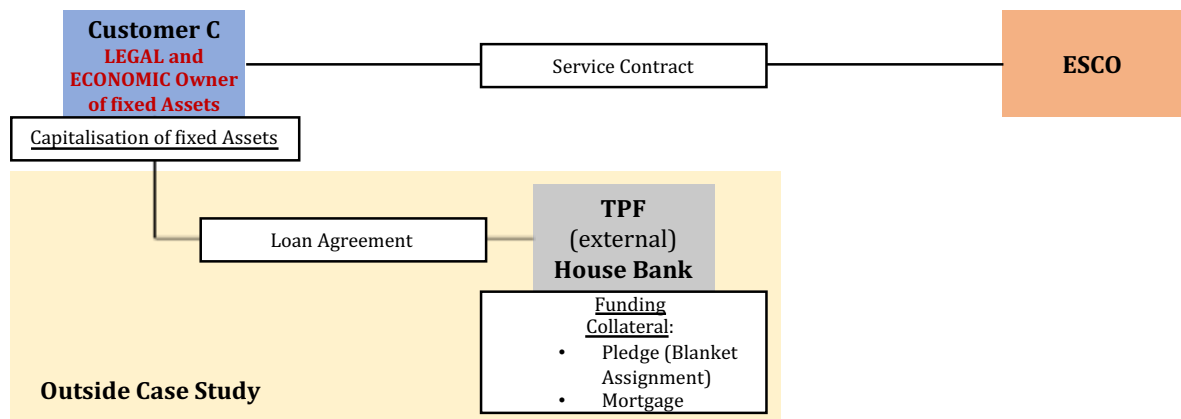 Customer C
LEGAL and
ECONOMIC Owner
of fixed Assets
Service Contract
ESCO
Capitalisation of fixed Assets
Loan Agreement
TPF
(external)
House Bank
Funding
Collateral:
• Pledge (Blanket
Assignment)
• Mortgage
Outside Case Study